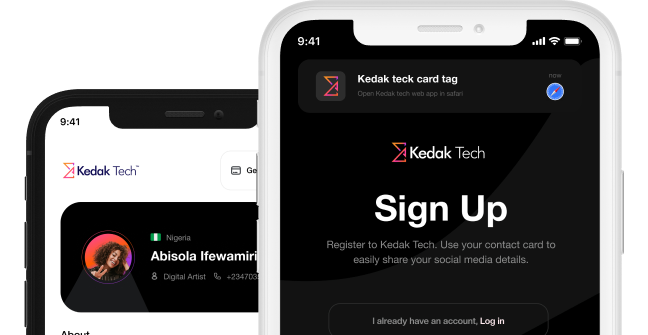 9:41
Kedak Tech™
Ge
Nigeria
Abisola Ifewamiri
Digital Artist +234703
About
9:41
Kedak teck card tag
now
Open Kedak tech web app in safari
Kedak Tech
Sign Up
Register to Kedak Tech. Use your contact card to
easily share your social media details.
I already have an account, Log in